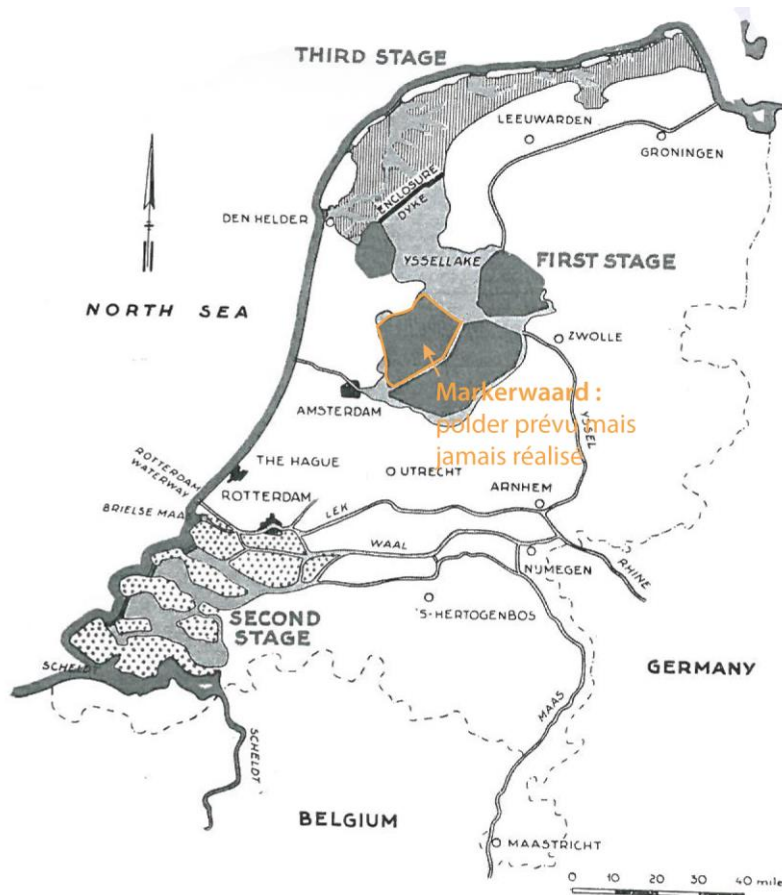 THIRD STAGE
LEEUWARDEN
GRONINGEN
ENCLOSURE
DYKE
DEN HELDER
YSSELLAKE
FIRST STAGE
NORTH SEA
ZWOLLE
Markerwaard :
polder prévu mais
jamais réalisé
AMSTERDAM
YSSEL
THE HAGUE
UTRECHT
ROTTERDAM
WATERWAY
ROTTERDAM
ARNHEM
LEK
BRIELSE MAAS
WAAL
NIJMEGEN
RHINE
'S-HERTOGENBOS
SECOND
STAGE
SCHELDT
GERMANY
MAAS
SCHELDT
BELGIUM
MAASTRICHT
0 10 20 30 40 mile